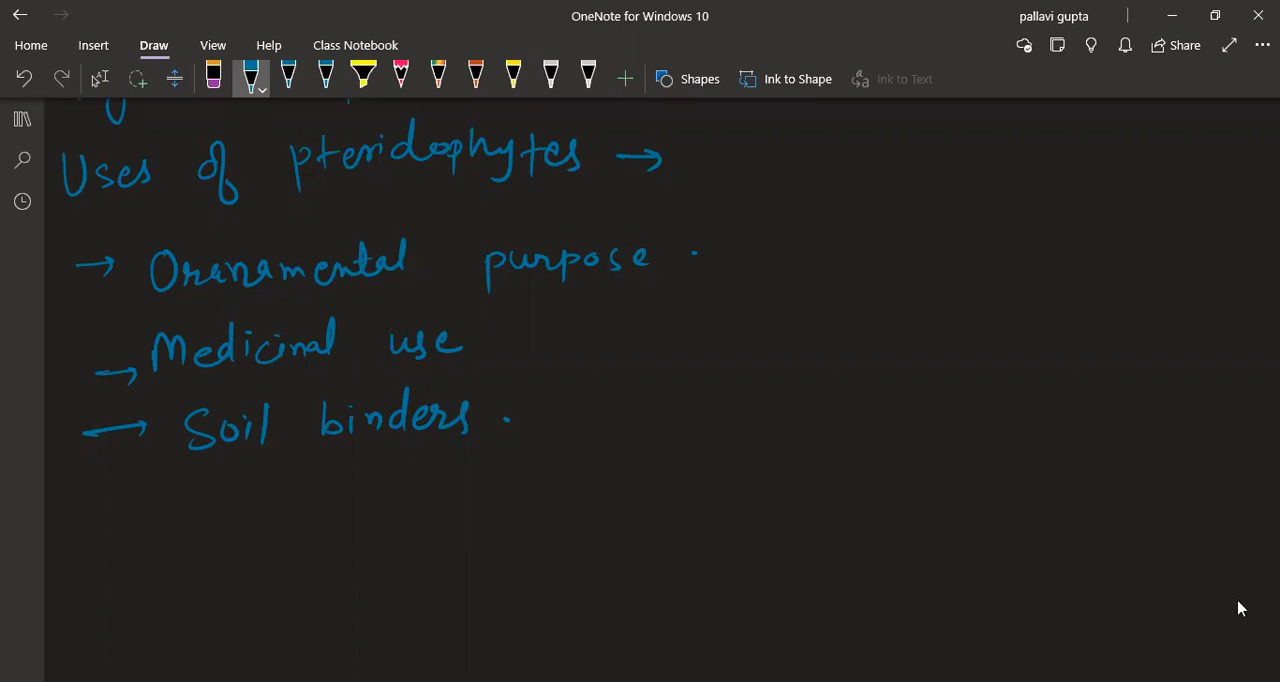 OneNote for Windows 10
pallavi gupta
Home Insert Draw View Help Class Notebook
Share
Shapes Ink to Shape Ink to Text
Uses of pteridophytes →
→ Oranamental purpose .
→ Medicinal use
→ Soil binders .